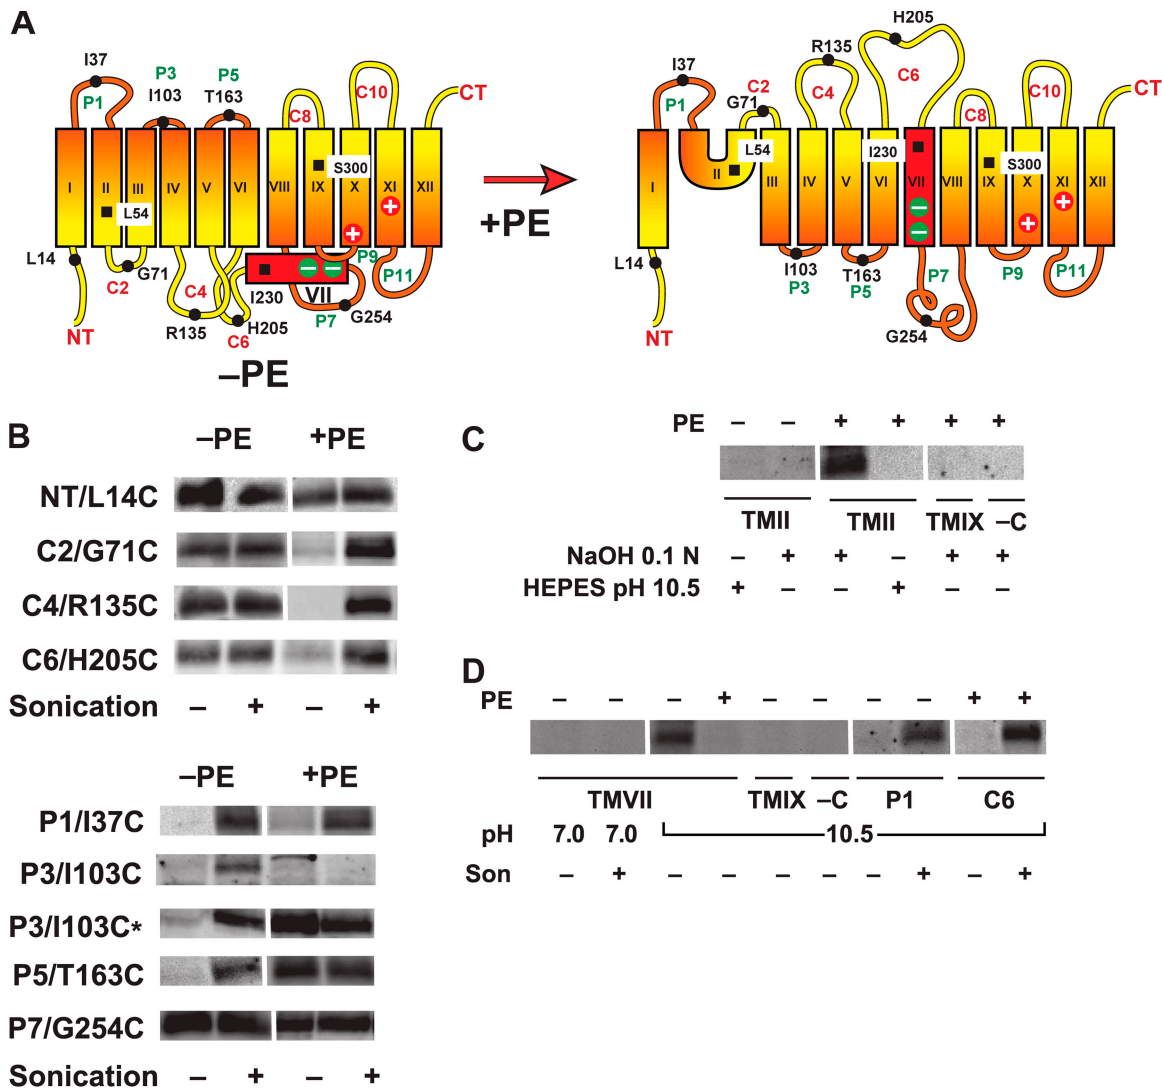 A
I37
P1
P3
I103
P5
T163
C8
C10
CT
I
II
III
IV
V
VI
VIII
IX
X
XI
XII
S300
L54
L14
C2
G71
C4
R135
H205
C6
I230
VII
P7
P9
P11
G254
NT
–PE
+PE
I37
P1
G71
C2
R135
C4
H205
C6
C8
C10
CT
I
II
III
IV
V
VI
VII
VIII
IX
X
XI
XII
L54
I230
S300
L14
I103
P3
T163
P5
P7
P9
P11
G254
NT
B
–PE +PE
NT/L14C
C2/G71C
C4/R135C
C6/H205C
Sonication – + – +
–PE +PE
P1/I37C
P3/I103C
P3/I103C*
P5/T163C
P7/G254C
Sonication – + – +
C
PE – – + + + +
TMII TMII TMIX –C
NaOH 0.1 N – + + – + +
HEPES pH 10.5 + – – + – –
D
PE – – – + – – – – + +
TMVII TMIX –C P1 C6
pH 7.0 7.0 10.5
Son – + – – – – – + – +